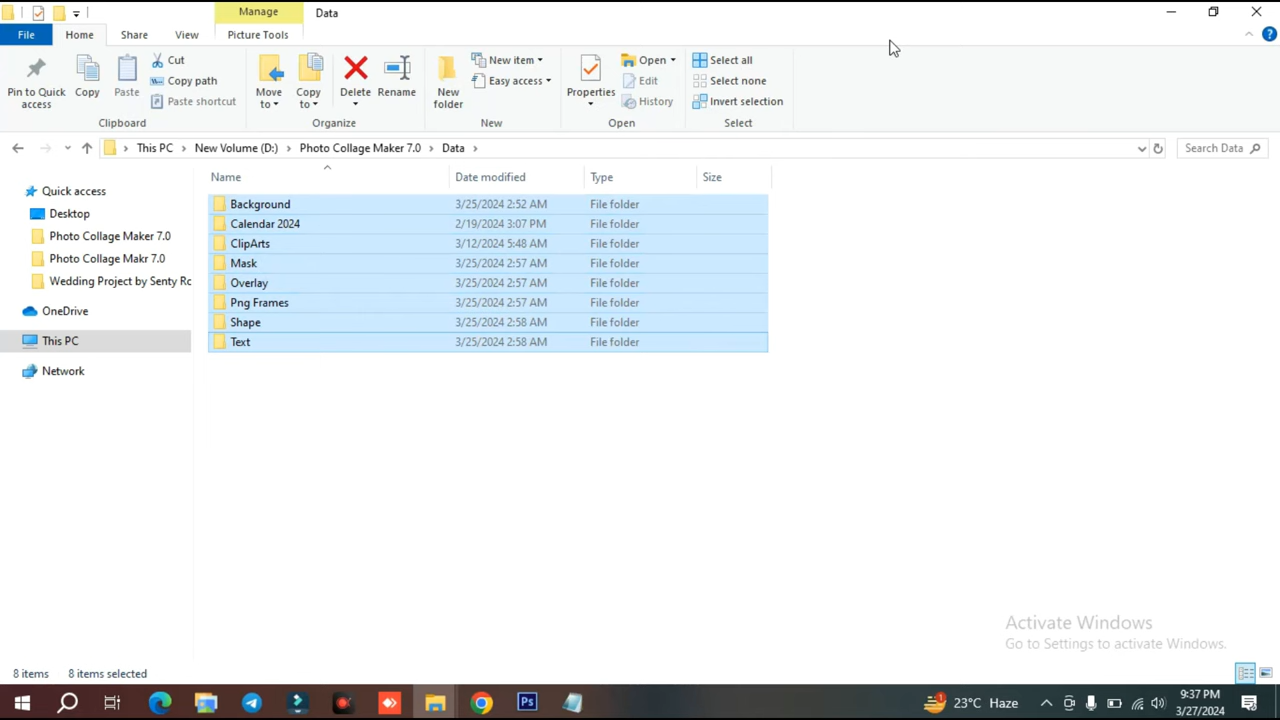 Manage
Data
File
Home
Share
View
Picture Tools
Pin to Quick access
Copy
Paste
Cut
Copy path
Paste shortcut
Clipboard
Move to
Copy to
Delete
Rename
Organize
New folder
New item
Easy access
New
Properties
Open
Edit
History
Open
Select all
Select none
Invert selection
Select
This PC > New Volume (D:) > Photo Collage Maker 7.0 > Data >
Search Data
Name Date modified Type Size
Quick access
Desktop
Photo Collage Maker 7.0
Photo Collage Makr 7.0
Wedding Project by Senty Rc
OneDrive
This PC
Network
Background 3/25/2024 2:52 AM File folder
Calendar 2024 2/19/2024 3:07 PM File folder
ClipArts 3/12/2024 5:48 AM File folder
Mask 3/25/2024 2:57 AM File folder
Overlay 3/25/2024 2:57 AM File folder
Png Frames 3/25/2024 2:57 AM File folder
Shape 3/25/2024 2:58 AM File folder
Text 3/25/2024 2:58 AM File folder
Activate Windows
Go to Settings to activate Windows.
8 items 8 items selected
Ps
23°C Haze
9:37 PM
3/27/2024